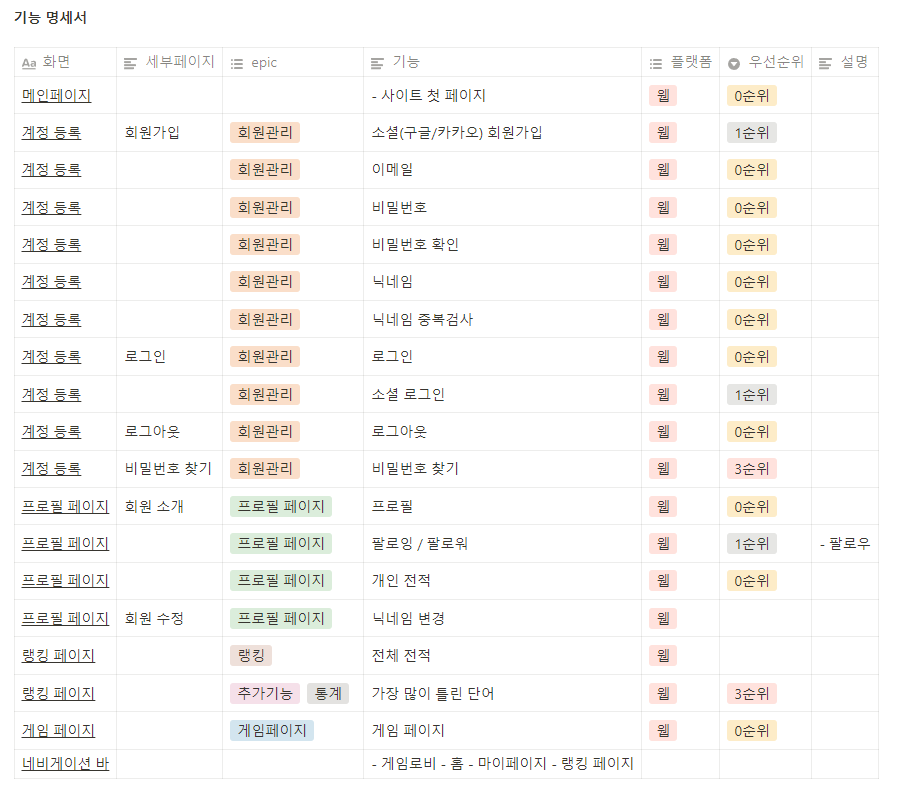 기능 명세서
Aa 화면 세부페이지 epic 기능 플랫폼 우선순위 설명
메인페이지 - 사이트 첫 페이지 웹 0순위
계정 등록 회원가입 회원관리 소셜(구글/카카오) 회원가입 웹 1순위
계정 등록 회원관리 이메일 웹 0순위
계정 등록 회원관리 비밀번호 웹 0순위
계정 등록 회원관리 비밀번호 확인 웹 0순위
계정 등록 회원관리 닉네임 웹 0순위
계정 등록 회원관리 닉네임 중복검사 웹 0순위
계정 등록 로그인 회원관리 로그인 웹 0순위
계정 등록 회원관리 소셜 로그인 웹 1순위
계정 등록 로그아웃 회원관리 로그아웃 웹 0순위
계정 등록 비밀번호 찾기 회원관리 비밀번호 찾기 웹 3순위
프로필 페이지 회원 소개 프로필 페이지 프로필 웹 0순위
프로필 페이지 프로필 페이지 팔로잉 / 팔로워 웹 1순위 - 팔로우
프로필 페이지 프로필 페이지 개인 전적 웹 0순위
프로필 페이지 회원 수정 프로필 페이지 닉네임 변경 웹
랭킹 페이지 랭킹 전체 전적 웹
랭킹 페이지 추가기능 통계 가장 많이 틀린 단어 웹 3순위
게임 페이지 게임페이지 게임 페이지 웹 0순위
네비게이션 바 - 게임로비 - 홈 - 마이페이지 - 랭킹 페이지